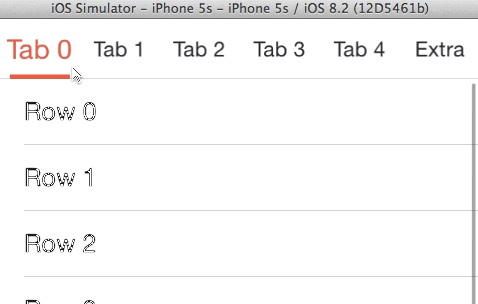 iOS Simulator – iPhone 5s – iPhone 5s / iOS 8.2 (12D5461b)
Tab 0 Tab 1 Tab 2 Tab 3 Tab 4 Extra
Row 0
Row 1
Row 2